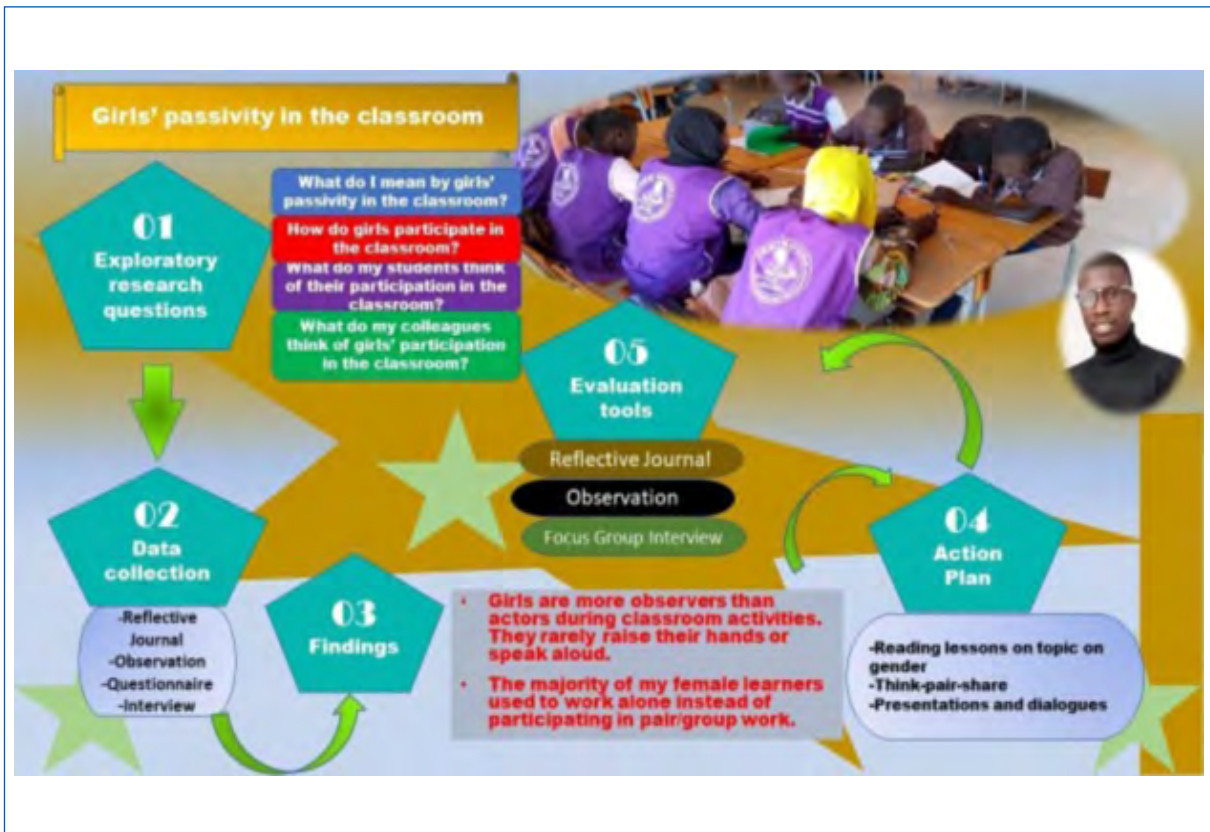 Girls' passivity in the classroom
01
Exploratory
research
questions
What do I mean by girls'
passivity in the classroom?
How do girls participate in
the classroom?
What do my students think
of their participation in the
classroom?
What do my colleagues
think of girls' participation
in the classroom?
02
Data
collection
-Reflective
Journal
-Observation
-Questionnaire
-Interview
03
Findings
• Girls are more observers than
actors during classroom activities.
They rarely raise their hands or
speak aloud.
• The majority of my female learners
used to work alone instead of
participating in pair/group work.
04
Action
Plan
-Reading lessons on topic on
gender
-Think-pair-share
-Presentations and dialogues
05
Evaluation
tools
Reflective Journal
Observation
Focus Group Interview